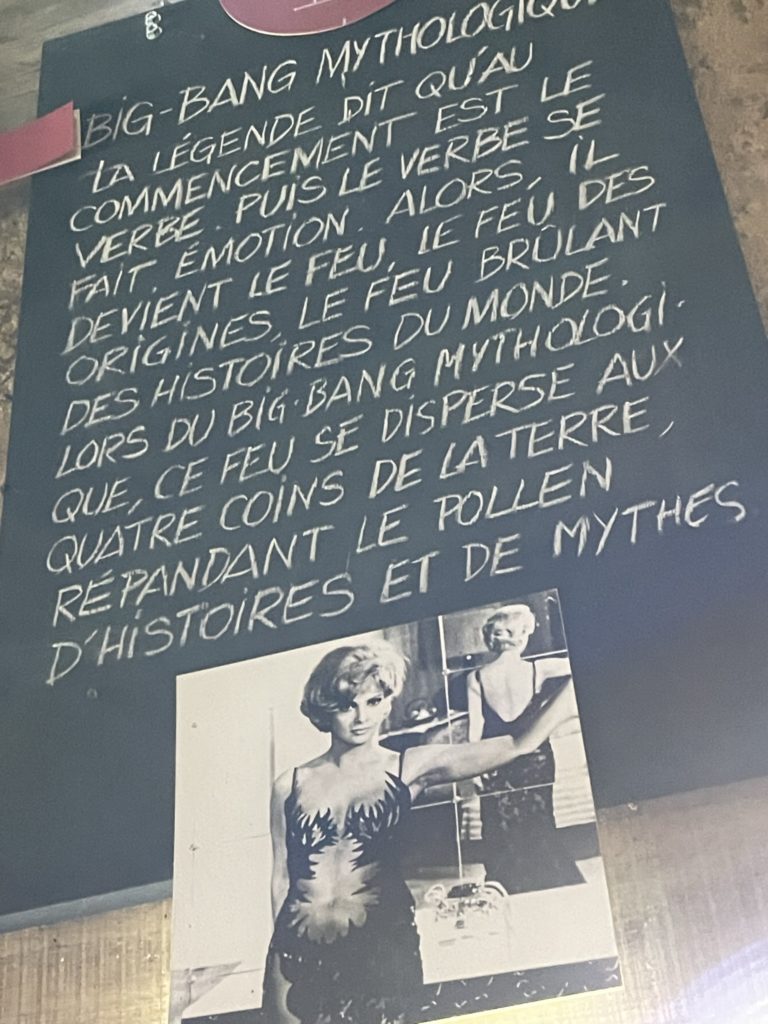 BIG-BANG MYTHOLOGIQUE
LA LÉGENDE DIT QU'AU
COMMENCEMENT EST LE
VERBE. PUIS LE VERBE SE
FAIT, ÉMOTION. ALORS, IL
DEVIENT LE FEU, LE FEU DES
ORIGINES, LE FEU BRÛLANT
DES HISTOIRES DU MONDE.
LORS DU BIG-BANG MYTHOLOGI-
QUE, CE FEU SE DISPERSE AUX
QUATRE COINS DE LA TERRE,
RÉPANDANT LE POLLEN
D'HISTOIRES ET DE MYTHES